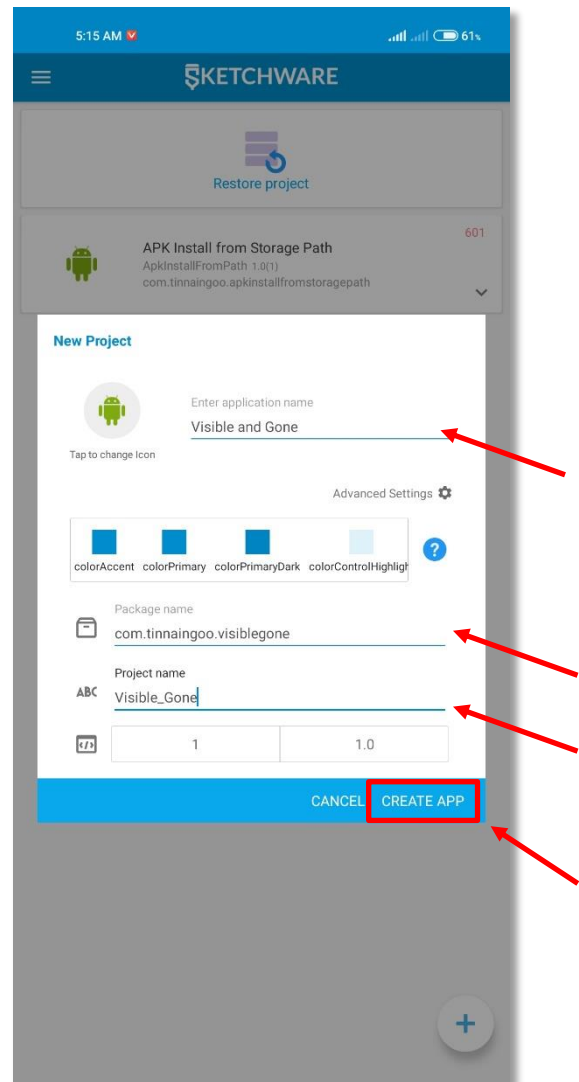 5:15 AM
61%
SKETCHWARE
Restore project
601
APK Install from Storage Path
ApkInstallFromPath 1.0(1)
com.tinnaingoo.apkinstallfromstoragepath
New Project
Enter application name
Visible and Gone
Tap to change Icon
Advanced Settings
?
colorAccent colorPrimary colorPrimaryDark colorControlHighligh
Package name
com.tinnaingoo.visiblegone
Project name
ABC
Visible_Gone
1 1.0
CANCEL CREATE APP
+